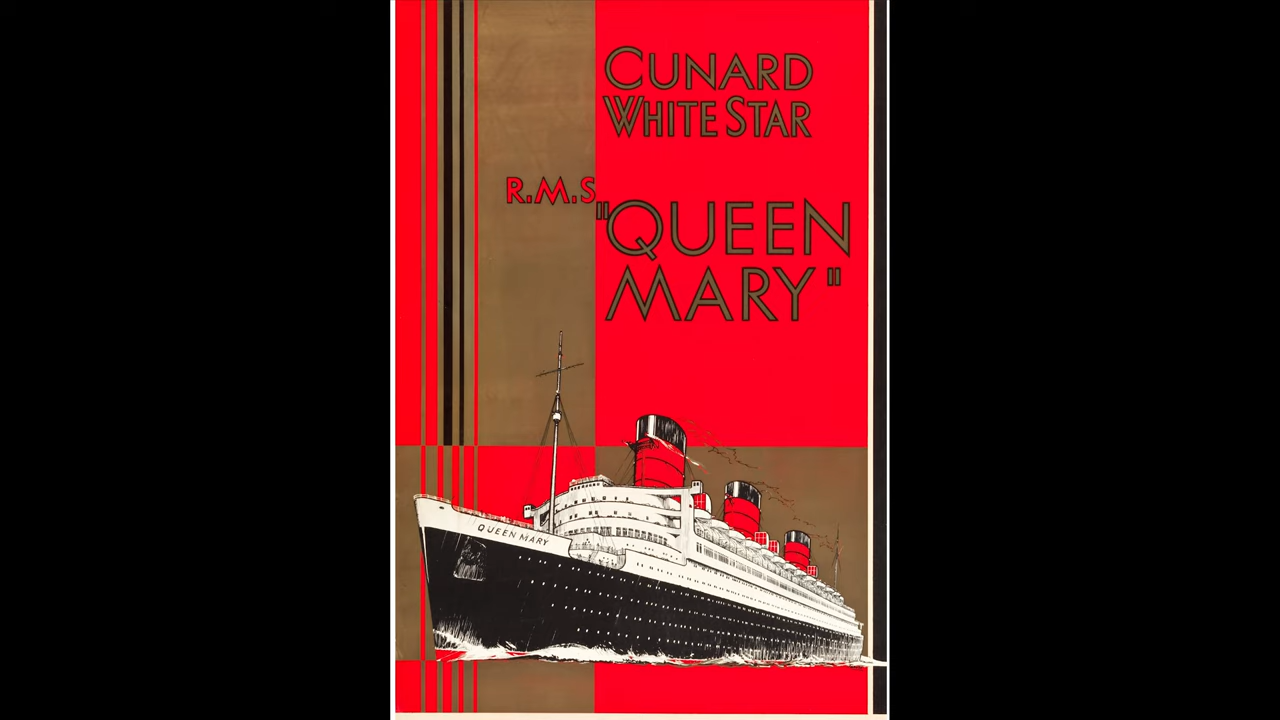 CUNARD
WHITE STAR
R.M.S
"QUEEN
MARY"
QUEEN MARY